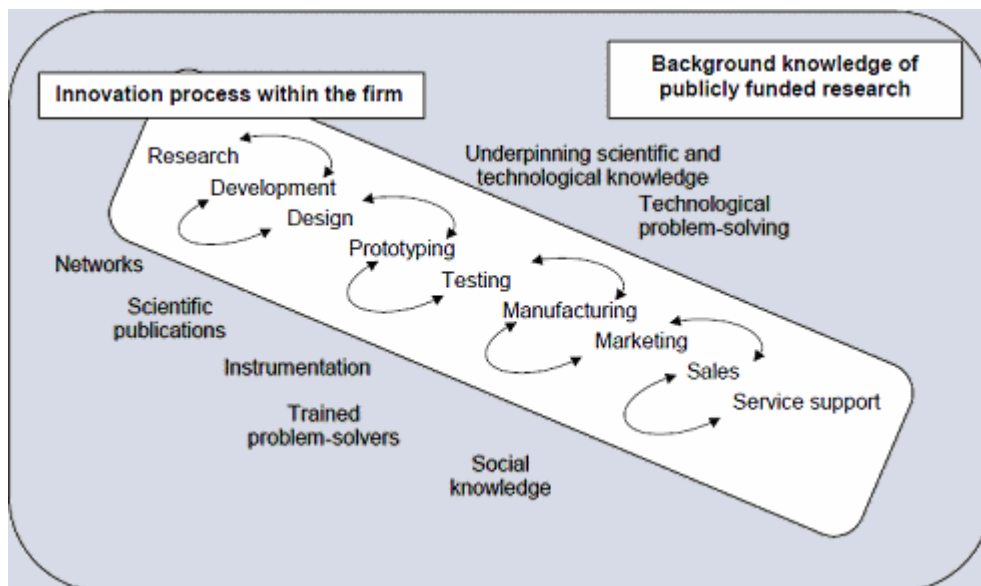 Background knowledge of
publicly funded research
Innovation process within the firm
Underpinning scientific and
technological knowledge
Technological
problem-solving
Research
Development
Design
Prototyping
Testing
Manufacturing
Marketing
Sales
Service support
Networks
Scientific
publications
Instrumentation
Trained
problem-solvers
Social
knowledge